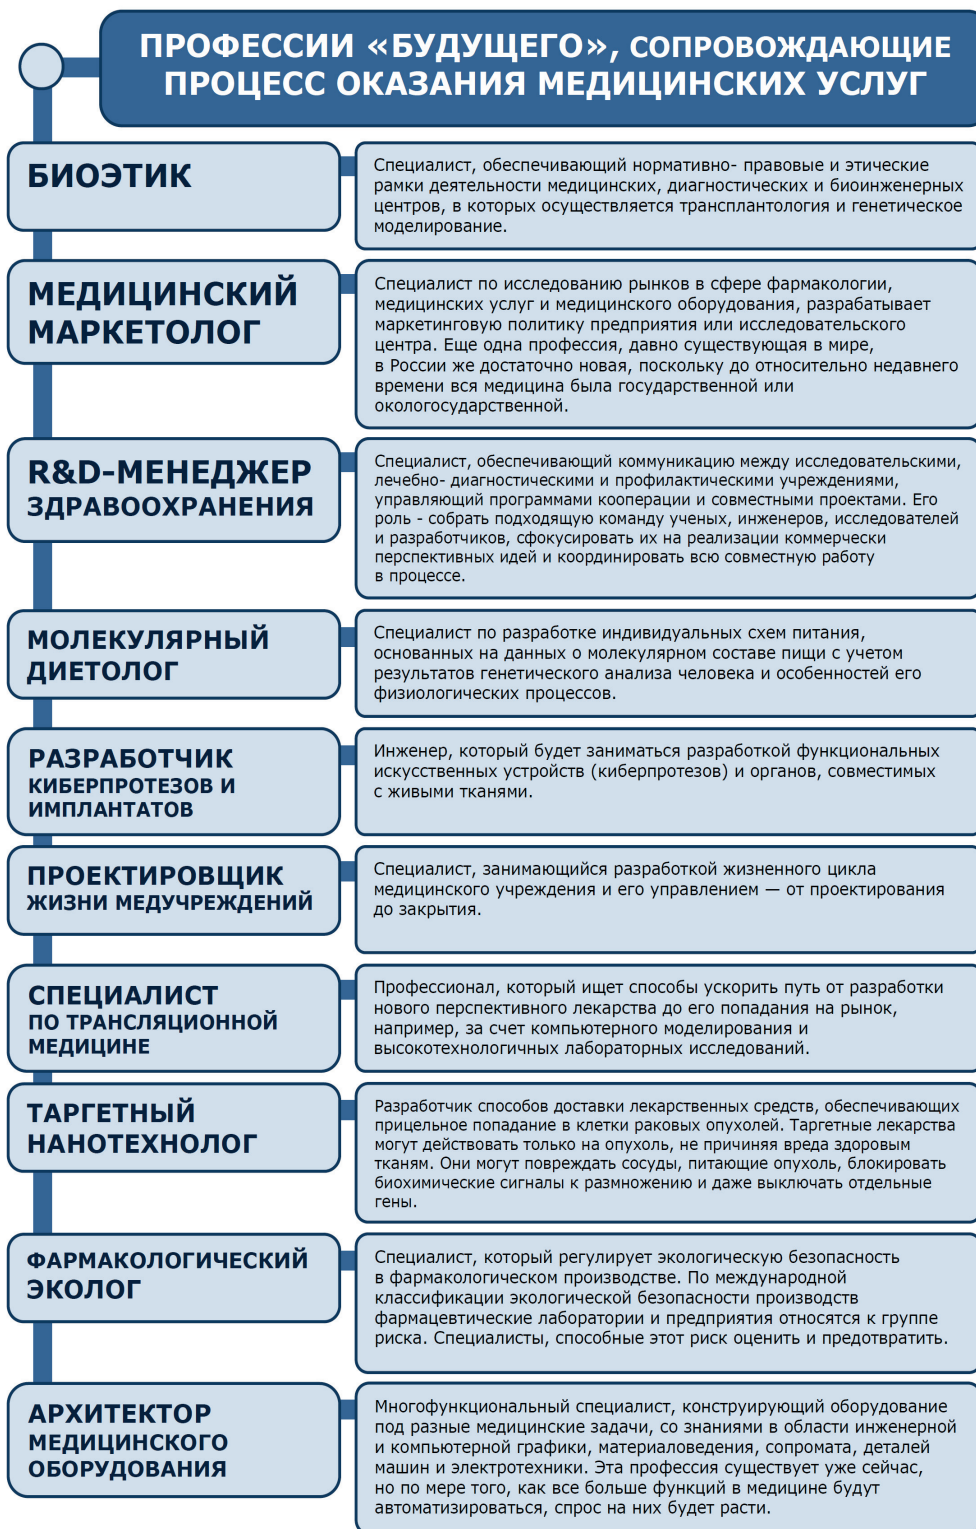 ПРОФЕССИИ «БУДУЩЕГО», СОПРОВОЖДАЮЩИЕ
ПРОЦЕСС ОКАЗАНИЯ МЕДИЦИНСКИХ УСЛУГ
БИОЭТИК
Специалист, обеспечивающий нормативно- правовые и этические
рамки деятельности медицинских, диагностических и биоинженерных
центров, в которых осуществляется трансплантология и генетическое
моделирование.
МЕДИЦИНСКИЙ
МАРКЕТОЛОГ
Специалист по исследованию рынков в сфере фармакологии,
медицинских услуг и медицинского оборудования, разрабатывает
маркетинговую политику предприятия или исследовательского
центра. Еще одна профессия, давно существующая в мире,
в России же достаточно новая, поскольку до относительно недавнего
времени вся медицина была государственной или
окологосударственной.
R&D-МЕНЕДЖЕР
ЗДРАВООХРАНЕНИЯ
Специалист, обеспечивающий коммуникацию между исследовательскими,
лечебно- диагностическими и профилактическими учреждениями,
управляющий программами кооперации и совместными проектами. Его
роль - собрать подходящую команду ученых, инженеров, исследователей
и разработчиков, сфокусировать их на реализации коммерчески
перспективных идей и координировать всю совместную работу
в процессе.
МОЛЕКУЛЯРНЫЙ
ДИЕТОЛОГ
Специалист по разработке индивидуальных схем питания,
основанных на данных о молекулярном составе пищи с учетом
результатов генетического анализа человека и особенностей его
физиологических процессов.
РАЗРАБОТЧИК
КИБЕРПРОТЕЗОВ И
ИМПЛАНТАТОВ
Инженер, который будет заниматься разработкой функциональных
искусственных устройств (киберпротезов) и органов, совместимых
с живыми тканями.
ПРОЕКТИРОВЩИК
ЖИЗНИ МЕДУЧРЕЖДЕНИЙ
Специалист, занимающийся разработкой жизненного цикла
медицинского учреждения и его управлением — от проектирования
до закрытия.
СПЕЦИАЛИСТ
ПО ТРАНСЛЯЦИОННОЙ
МЕДИЦИНЕ
Профессионал, который ищет способы ускорить путь от разработки
нового перспективного лекарства до его попадания на рынок,
например, за счет компьютерного моделирования и
высокотехнологичных лабораторных исследований.
ТАРГЕТНЫЙ
НАНОТЕХНОЛОГ
Разработчик способов доставки лекарственных средств, обеспечивающих
прицельное попадание в клетки раковых опухолей. Таргетные лекарства
могут действовать только на опухоль, не причиняя вреда здоровым
тканям. Они могут повреждать сосуды, питающие опухоль, блокировать
биохимические сигналы к размножению и даже выключать отдельные
гены.
ФАРМАКОЛОГИЧЕСКИЙ
ЭКОЛОГ
Специалист, который регулирует экологическую безопасность
в фармакологическом производстве. По международной
классификации экологической безопасности производств
фармацевтические лаборатории и предприятия относятся к группе
риска. Специалисты, способные этот риск оценить и предотвратить.
АРХИТЕКТОР
МЕДИЦИНСКОГО
ОБОРУДОВАНИЯ
Многофункциональный специалист, конструирующий оборудование
под разные медицинские задачи, со знаниями в области инженерной
и компьютерной графики, материаловедения, сопромата, деталей
машин и электротехники. Эта профессия существует уже сейчас,
но по мере того, как все больше функций в медицине будут
автоматизироваться, спрос на них будет расти.